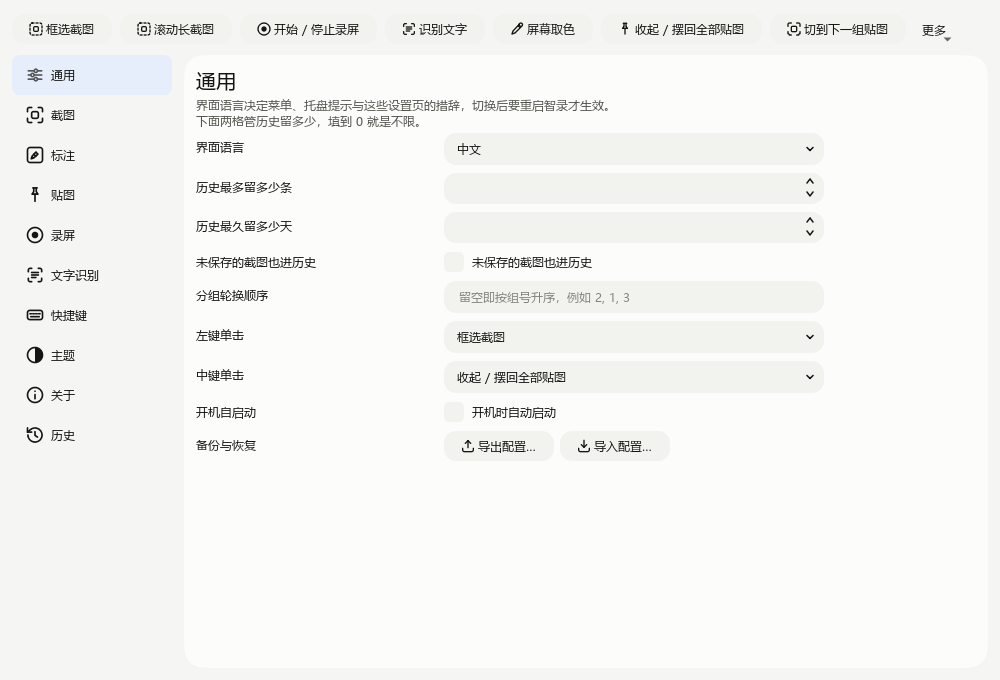 框选截图
滚动长截图
开始 / 停止录屏
识别文字
屏幕取色
收起 / 摆回全部贴图
切到下一组贴图
更多
通用
截图
标注
贴图
录屏
文字识别
快捷键
主题
关于
历史
通用
界面语言决定菜单、托盘提示与这些设置页的措辞，切换后要重启智录才生效。
下面两格管历史留多少，填到 0 就是不限。
界面语言
中文
历史最多留多少条
历史最久留多少天
未保存的截图也进历史
未保存的截图也进历史
分组轮换顺序
留空即按组号升序，例如 2, 1, 3
左键单击
框选截图
中键单击
收起 / 摆回全部贴图
开机自启动
开机时自动启动
备份与恢复
导出配置...
导入配置...